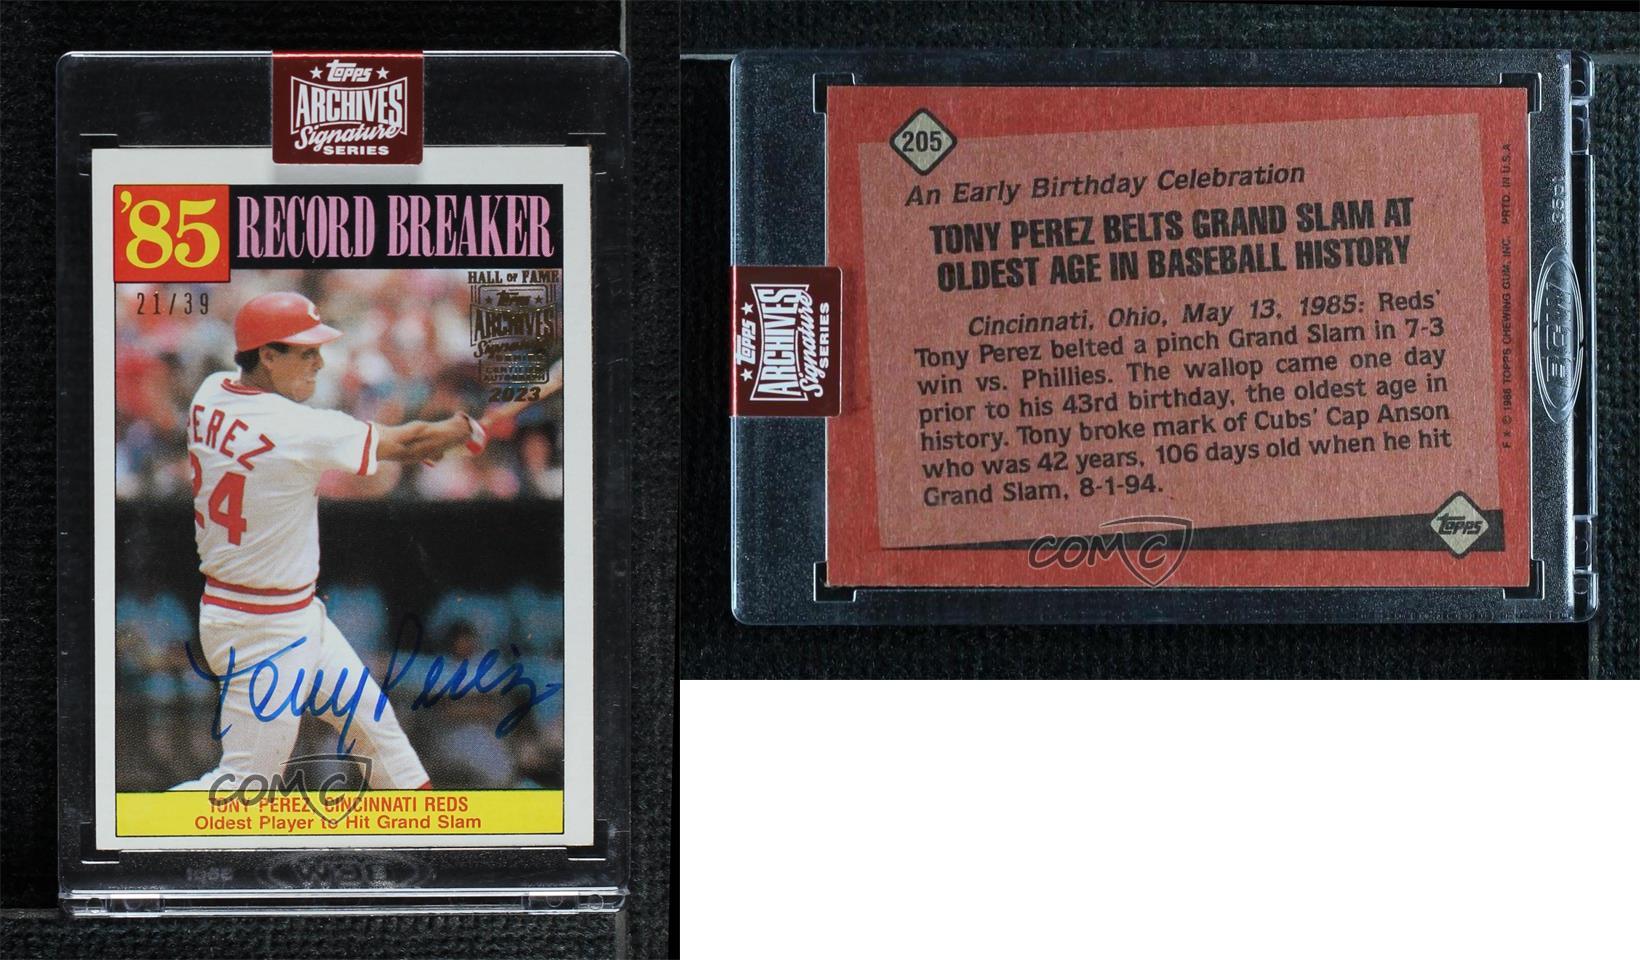 Topps
ARCHIVES
Signature
SERIES
'85 RECORD BREAKER
HALL OF FAME
Topps
ARCHIVES
Signature
SERIES
CERTIFIED
AUTOGRAPH
2023
21/39
PEREZ
24
Tony Perez
COMC
TONY PEREZ, CINCINNATI REDS
Oldest Player to Hit Grand Slam
205
An Early Birthday Celebration
TONY PEREZ BELTS GRAND SLAM AT
OLDEST AGE IN BASEBALL HISTORY
Cincinnati, Ohio, May 13, 1985: Reds'
Tony Perez belted a pinch Grand Slam in 7-3
win vs. Phillies. The wallop came one day
prior to his 43rd birthday, the oldest age in
history. Tony broke mark of Cubs' Cap Anson
who was 42 years, 106 days old when he hit
Grand Slam, 8-1-94.
Topps
COMC
F * © 1986 TOPPS CHEWING GUM, INC. PRTD. IN U.S.A.
Topps
ARCHIVES
Signature
SERIES